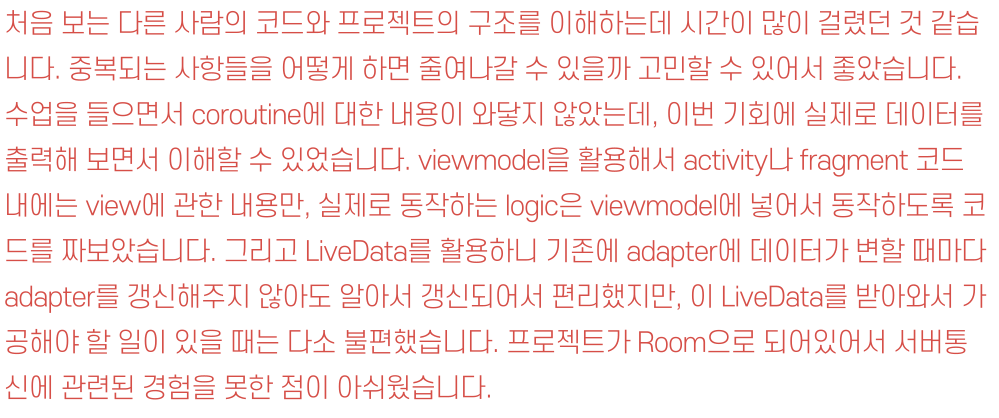 처음 보는 다른 사람의 코드와 프로젝트의 구조를 이해하는데 시간이 많이 걸렸던 것 같습
니다. 중복되는 사항들을 어떻게 하면 줄여나갈 수 있을까 고민할 수 있어서 좋았습니다.
수업을 들으면서 coroutine에 대한 내용이 와닿지 않았는데, 이번 기회에 실제로 데이터를
출력해 보면서 이해할 수 있었습니다. viewmodel을 활용해서 activity나 fragment 코드
내에는 view에 관한 내용만, 실제로 동작하는 logic은 viewmodel에 넣어서 동작하도록 코
드를 짜보았습니다. 그리고 LiveData를 활용하니 기존에 adapter에 데이터가 변할 때마다
adapter를 갱신해주지 않아도 알아서 갱신되어서 편리했지만, 이 LiveData를 받아와서 가
공해야 할 일이 있을 때는 다소 불편했습니다. 프로젝트가 Room으로 되어있어서 서버통
신에 관련된 경험을 못한 점이 아쉬웠습니다.